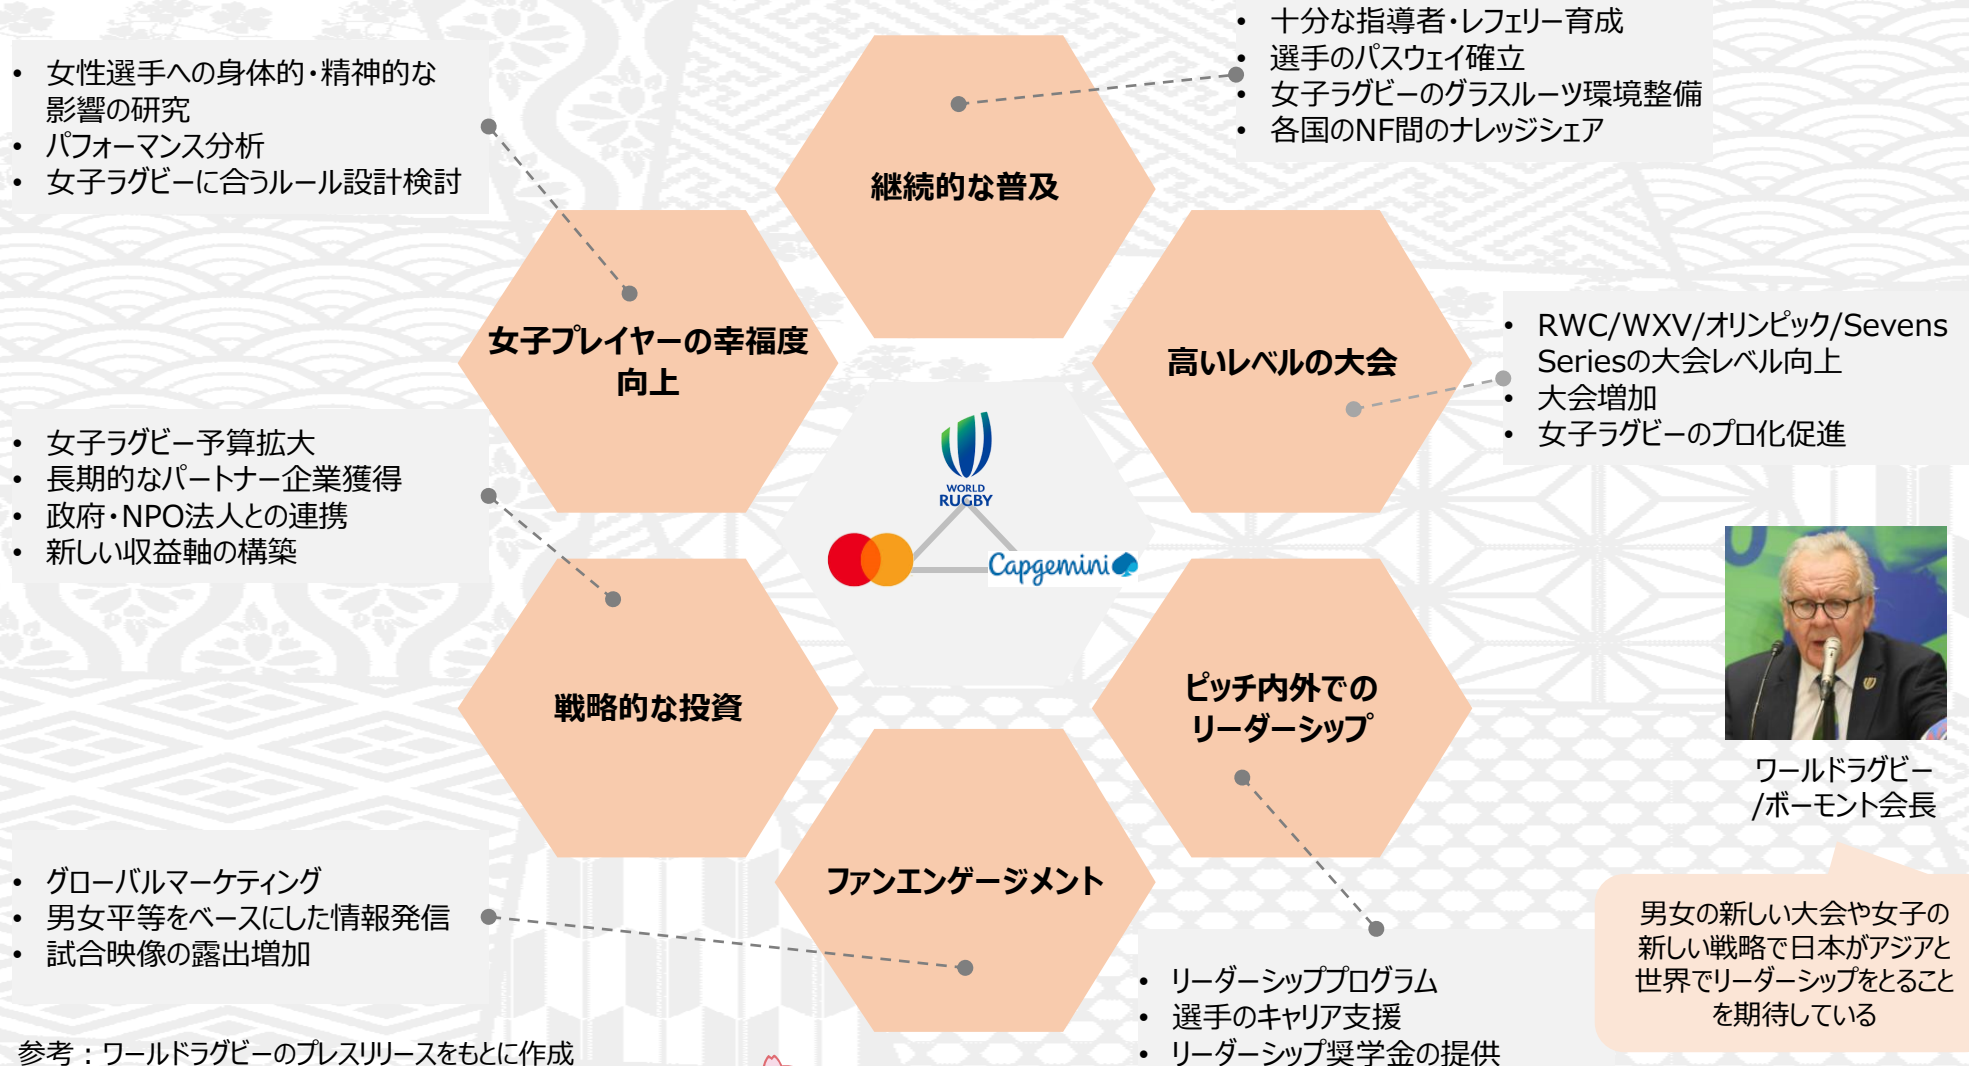 • 十分な指導者・レフェリー育成
• 選手のパスウェイ確立
• 女子ラグビーのグラスルーツ環境整備
• 各国のNF間のナレッジシェア
• 女性選手への身体的・精神的な
影響の研究
• パフォーマンス分析
• 女子ラグビーに合うルール設計検討
継続的な普及
女子プレイヤーの幸福度
向上
高いレベルの大会
• RWC/WXV/オリンピック/Sevens
Seriesの大会レベル向上
• 大会増加
• 女子ラグビーのプロ化促進
• 女子ラグビー予算拡大
• 長期的なパートナー企業獲得
• 政府・NPO法人との連携
• 新しい収益軸の構築
WORLD
RUGBY
Capgemini
戦略的な投資
ピッチ内外での
リーダーシップ
ワールドラグビー
/ボーモント会長
ファンエンゲージメント
• グローバルマーケティング
• 男女平等をベースにした情報発信
• 試合映像の露出増加
男女の新しい大会や女子の
新しい戦略で日本がアジアと
世界でリーダーシップをとること
を期待している
• リーダーシッププログラム
• 選手のキャリア支援
• リーダーシップ奨学金の提供
参考：ワールドラグビーのプレスリリースをもとに作成